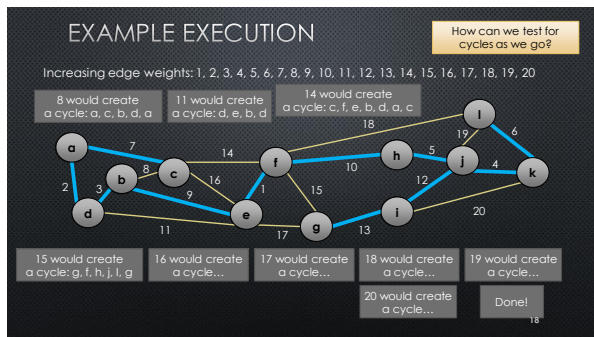 EXAMPLE EXECUTION
How can we test for
cycles as we go?
Increasing edge weights: 1, 2, 3, 4, 5, 6, 7, 8, 9, 10, 11, 12, 13, 14, 15, 16, 17, 18, 19, 20
8 would create
a cycle: a, c, b, d, a
11 would create
a cycle: d, e, b, d
14 would create
a cycle: c, f, e, b, d, a, c
18
l
19
6
a
7
14
f
10
h
5
j
4
k
8
c
b
2
3
16
9
1
15
12
20
d
e
g
i
11
17
13
15 would create
a cycle: g, f, h, j, I, g
16 would create
a cycle…
17 would create
a cycle…
18 would create
a cycle…
19 would create
a cycle…
20 would create
a cycle…
Done!
18